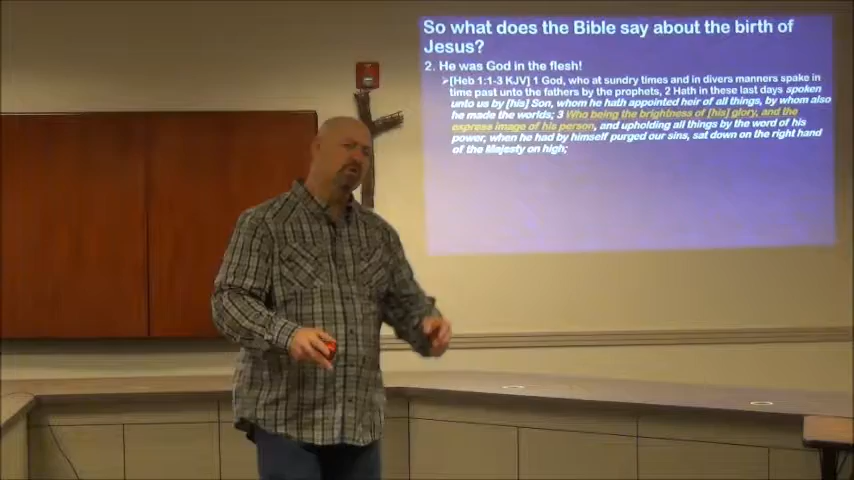 So what does the Bible say about the birth of
Jesus?
2. He was God in the flesh!
[Heb 1:1-3 KJV] 1 God, who at sundry times and in divers manners spake in
time past unto the fathers by the prophets, 2 Hath in these last days spoken
unto us by [his] Son, whom he hath appointed heir of all things, by whom also
he made the worlds; 3 Who being the brightness of [his] glory, and the
express image of his person, and upholding all things by the word of his
power, when he had by himself purged our sins, sat down on the right hand
of the Majesty on high;